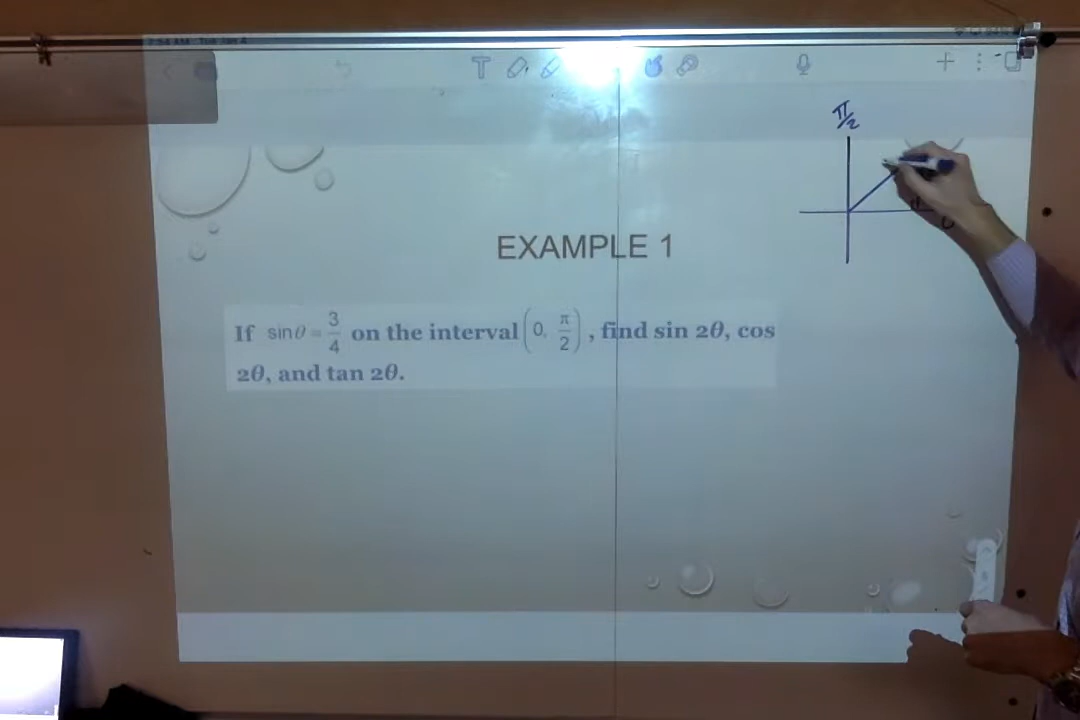 π/2
EXAMPLE 1
If sinθ = 3/4 on the interval (0, π/2), find sin 2θ, cos
2θ, and tan 2θ.